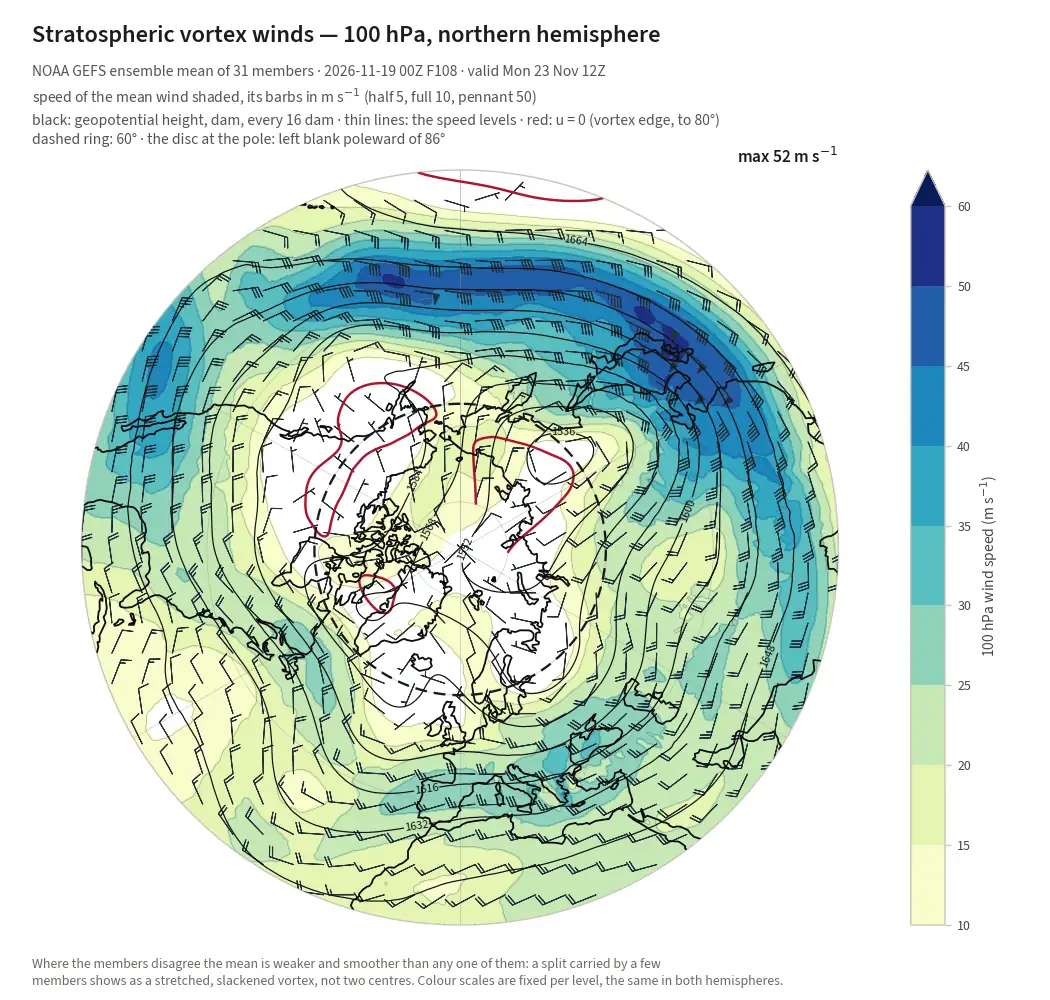 Stratospheric vortex winds — 100 hPa, northern hemisphere
NOAA GEFS ensemble mean of 31 members · 2026-11-19 00Z F108 · valid Mon 23 Nov 12Z
speed of the mean wind shaded, its barbs in m s⁻¹ (half 5, full 10, pennant 50)
black: geopotential height, dam, every 16 dam · thin lines: the speed levels · red: u = 0 (vortex edge, to 80°)
dashed ring: 60° · the disc at the pole: left blank poleward of 86°
max 52 m s⁻¹
1664
1536
1584
1568
1552
1600
1648
1616
1632
60
50
45
40
35
30
25
20
15
10
100 hPa wind speed (m s⁻¹)
Where the members disagree the mean is weaker and smoother than any one of them: a split carried by a few
members shows as a stretched, slackened vortex, not two centres. Colour scales are fixed per level, the same in both hemispheres.